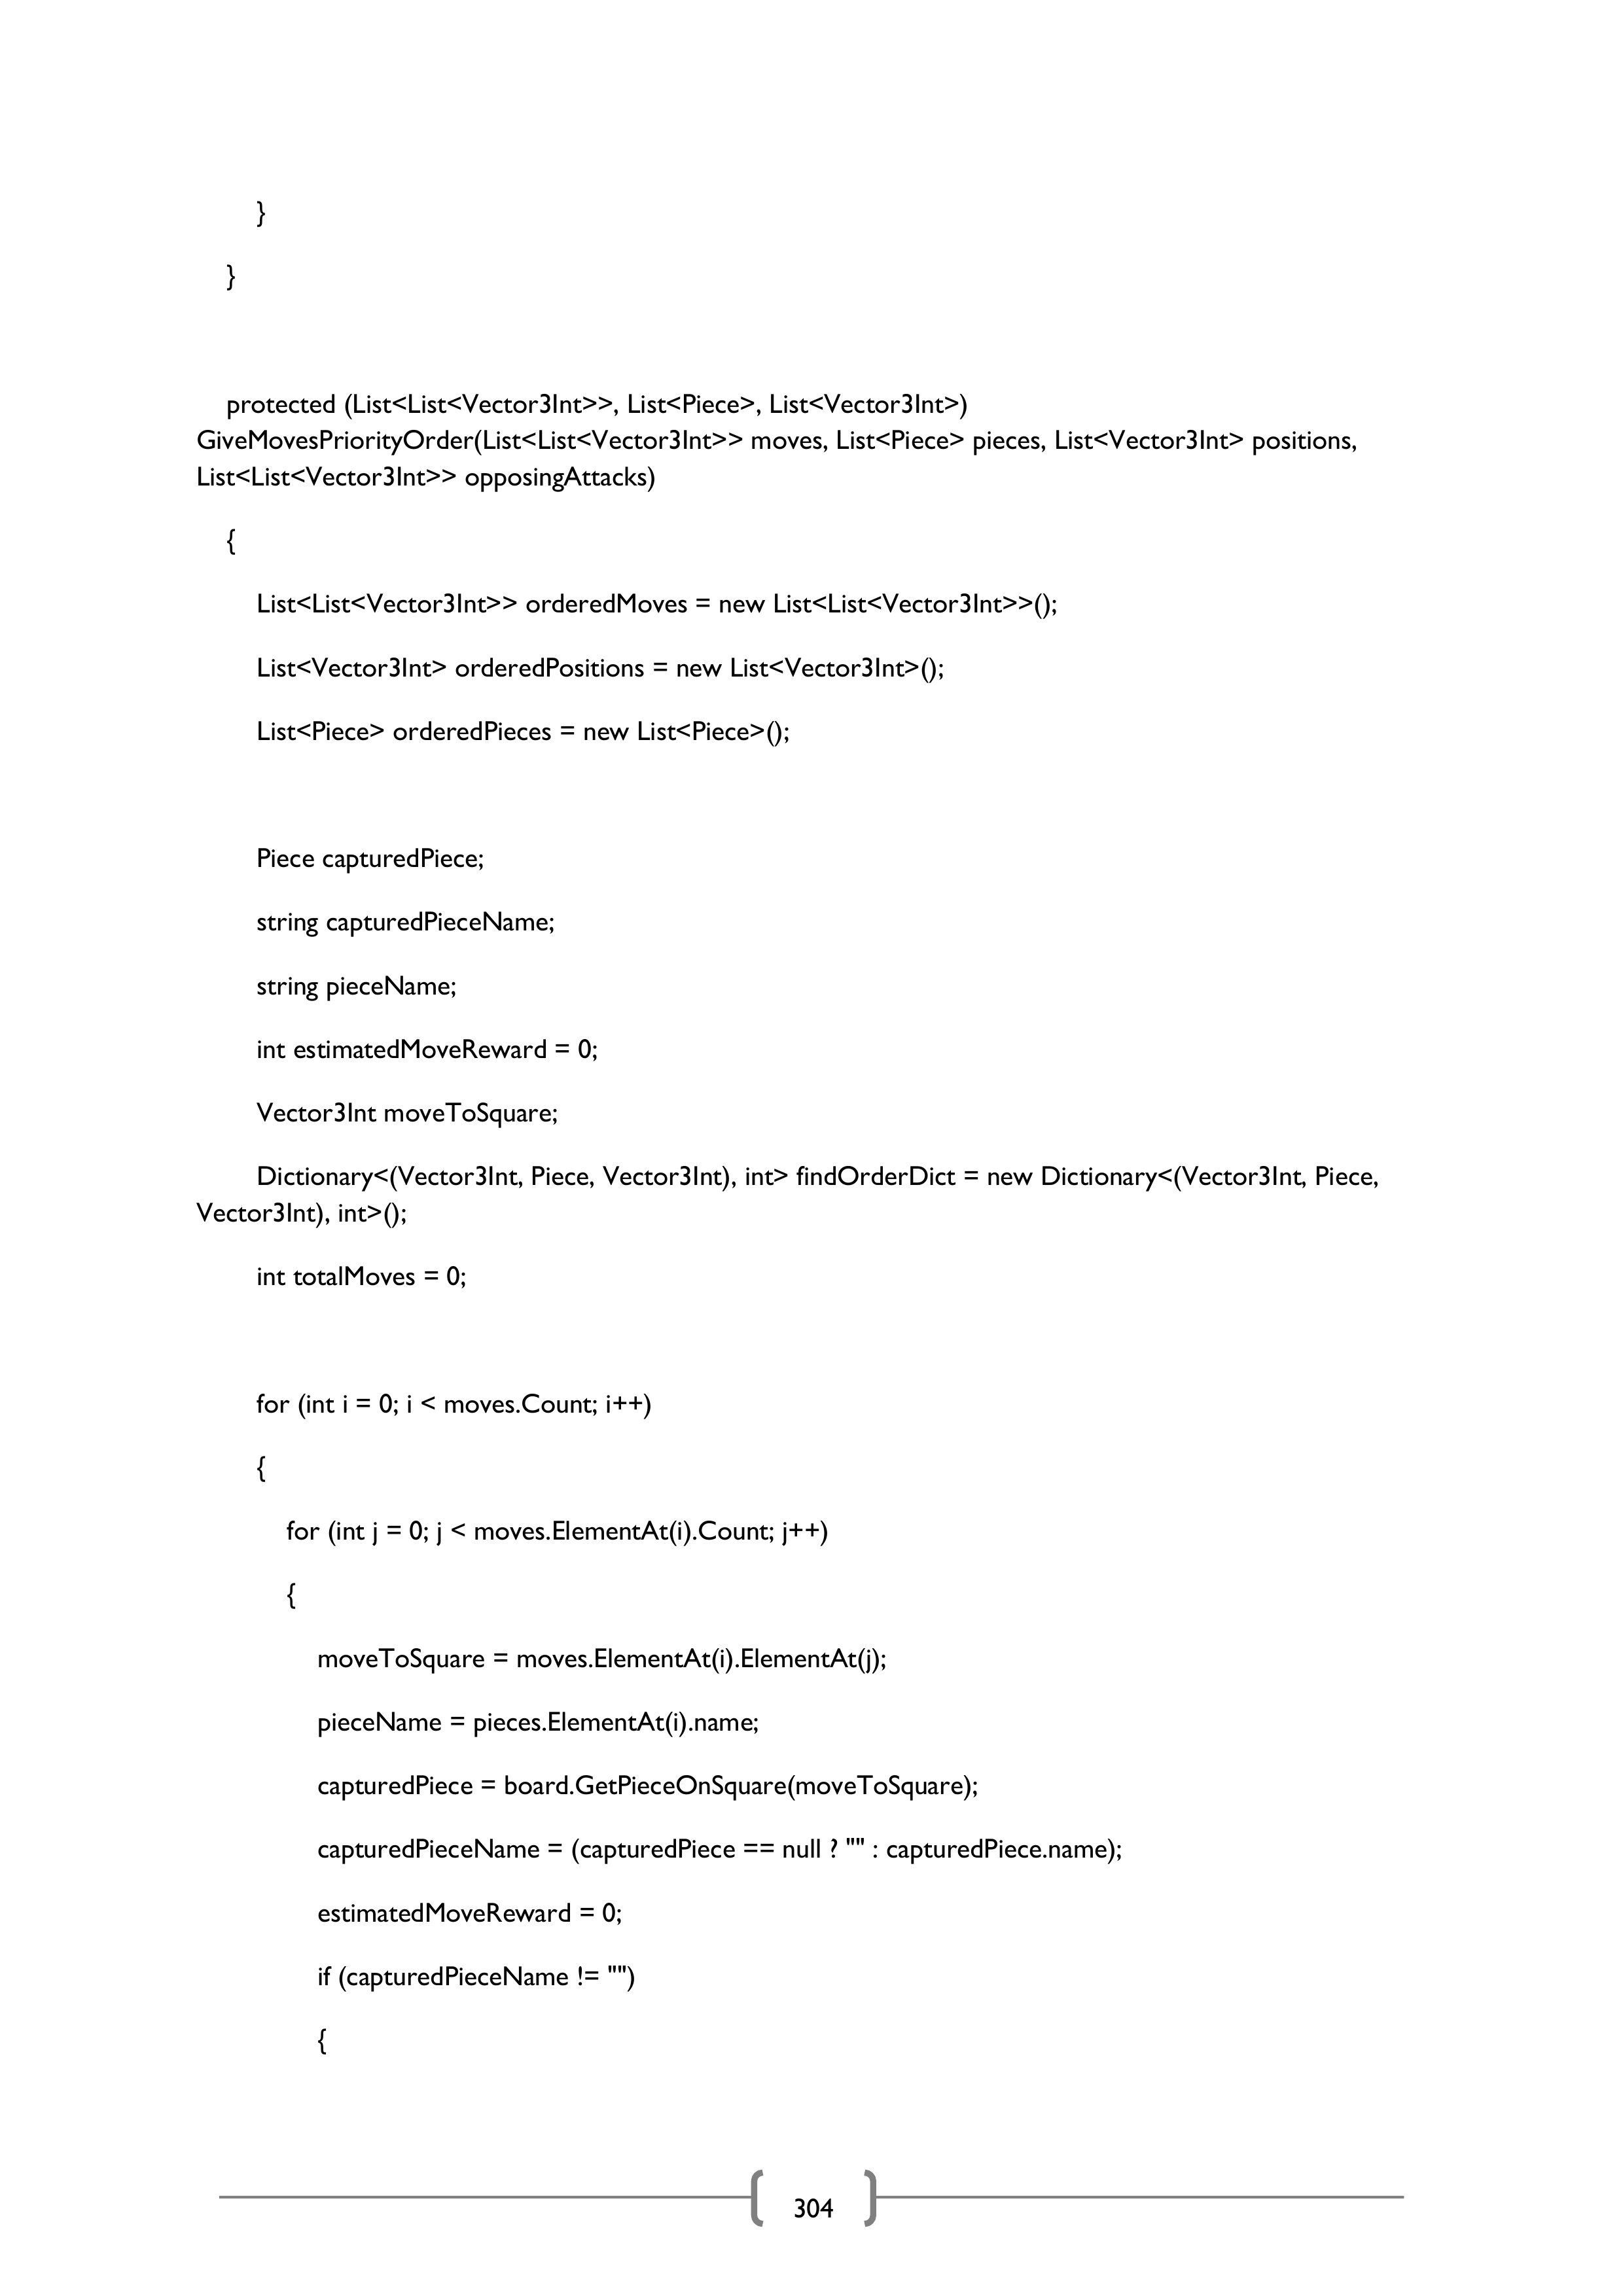 }
}
protected (List<List<Vector3Int>>, List<Piece>, List<Vector3Int>)
GiveMovesPriorityOrder(List<List<Vector3Int>> moves, List<Piece> pieces, List<Vector3Int> positions,
List<List<Vector3Int>> opposingAttacks)
{
List<List<Vector3Int>> orderedMoves = new List<List<Vector3Int>>();
List<Vector3Int> orderedPositions = new List<Vector3Int>();
List<Piece> orderedPieces = new List<Piece>();
Piece capturedPiece;
string capturedPieceName;
string pieceName;
int estimatedMoveReward = 0;
Vector3Int moveToSquare;
Dictionary<(Vector3Int, Piece, Vector3Int), int> findOrderDict = new Dictionary<(Vector3Int, Piece,
Vector3Int), int>();
int totalMoves = 0;
for (int i = 0; i < moves.Count; i++)
{
for (int j = 0; j < moves.ElementAt(i).Count; j++)
{
moveToSquare = moves.ElementAt(i).ElementAt(j);
pieceName = pieces.ElementAt(i).name;
capturedPiece = board.GetPieceOnSquare(moveToSquare);
capturedPieceName = (capturedPiece == null ? "" : capturedPiece.name);
estimatedMoveReward = 0;
if (capturedPieceName != "")
{
304